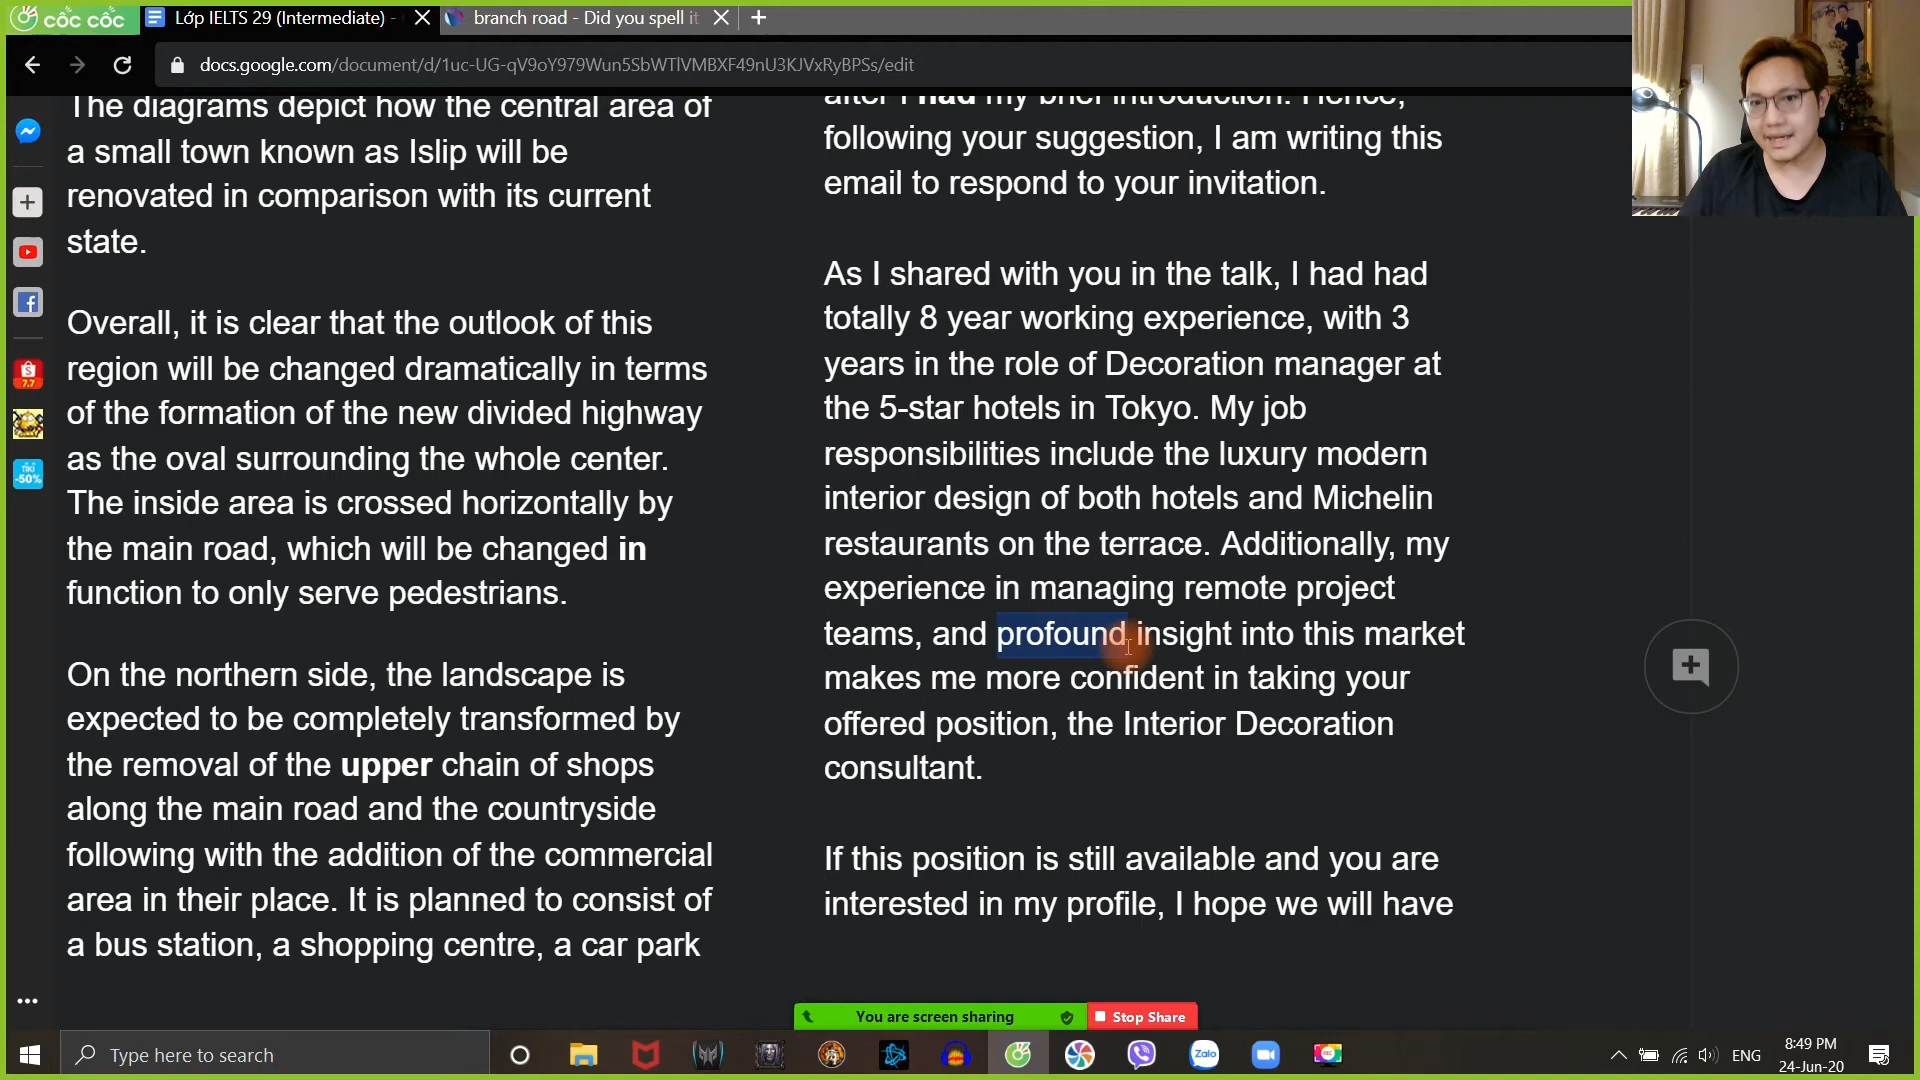 cốc cốc
Lớp IELTS 29 (Intermediate) -
branch road - Did you spell it
docs.google.com/document/d/1uc-UG-qV9oY979Wun5SbWTlVMBXF49nU3KJVxRyBPSs/edit
The diagrams depict how the central area of
a small town known as Islip will be
renovated in comparison with its current
state.
Overall, it is clear that the outlook of this
region will be changed dramatically in terms
of the formation of the new divided highway
as the oval surrounding the whole center.
The inside area is crossed horizontally by
the main road, which will be changed in
function to only serve pedestrians.
On the northern side, the landscape is
expected to be completely transformed by
the removal of the upper chain of shops
along the main road and the countryside
following with the addition of the commercial
area in their place. It is planned to consist of
a bus station, a shopping centre, a car park
after I had my brief introduction. Hence,
following your suggestion, I am writing this
email to respond to your invitation.
As I shared with you in the talk, I had had
totally 8 year working experience, with 3
years in the role of Decoration manager at
the 5-star hotels in Tokyo. My job
responsibilities include the luxury modern
interior design of both hotels and Michelin
restaurants on the terrace. Additionally, my
experience in managing remote project
teams, and profound insight into this market
makes me more confident in taking your
offered position, the Interior Decoration
consultant.
If this position is still available and you are
interested in my profile, I hope we will have
7.7
TIKI
-50%
You are screen sharing
Stop Share
Type here to search
Zalo
ENG
8:49 PM
24-Jun-20